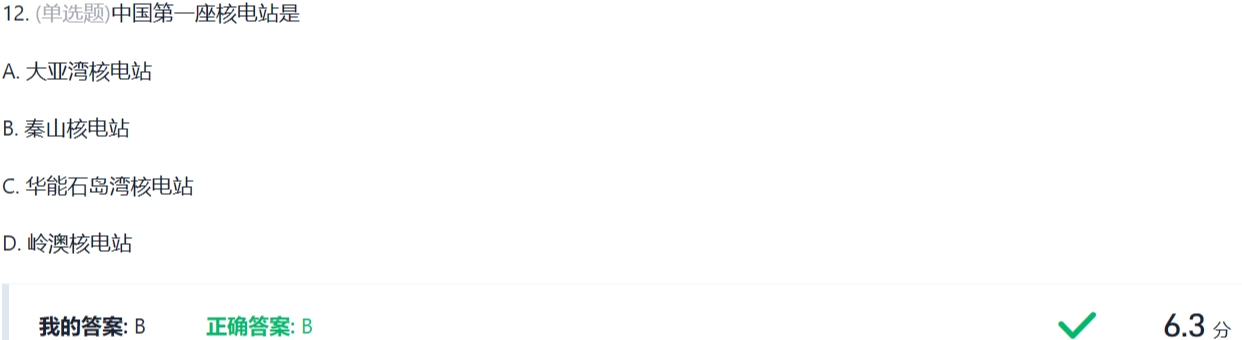 12. (单选题)中国第一座核电站是
A. 大亚湾核电站
B. 秦山核电站
C. 华能石岛湾核电站
D. 岭澳核电站
我的答案: B 正确答案: B 6.3 分